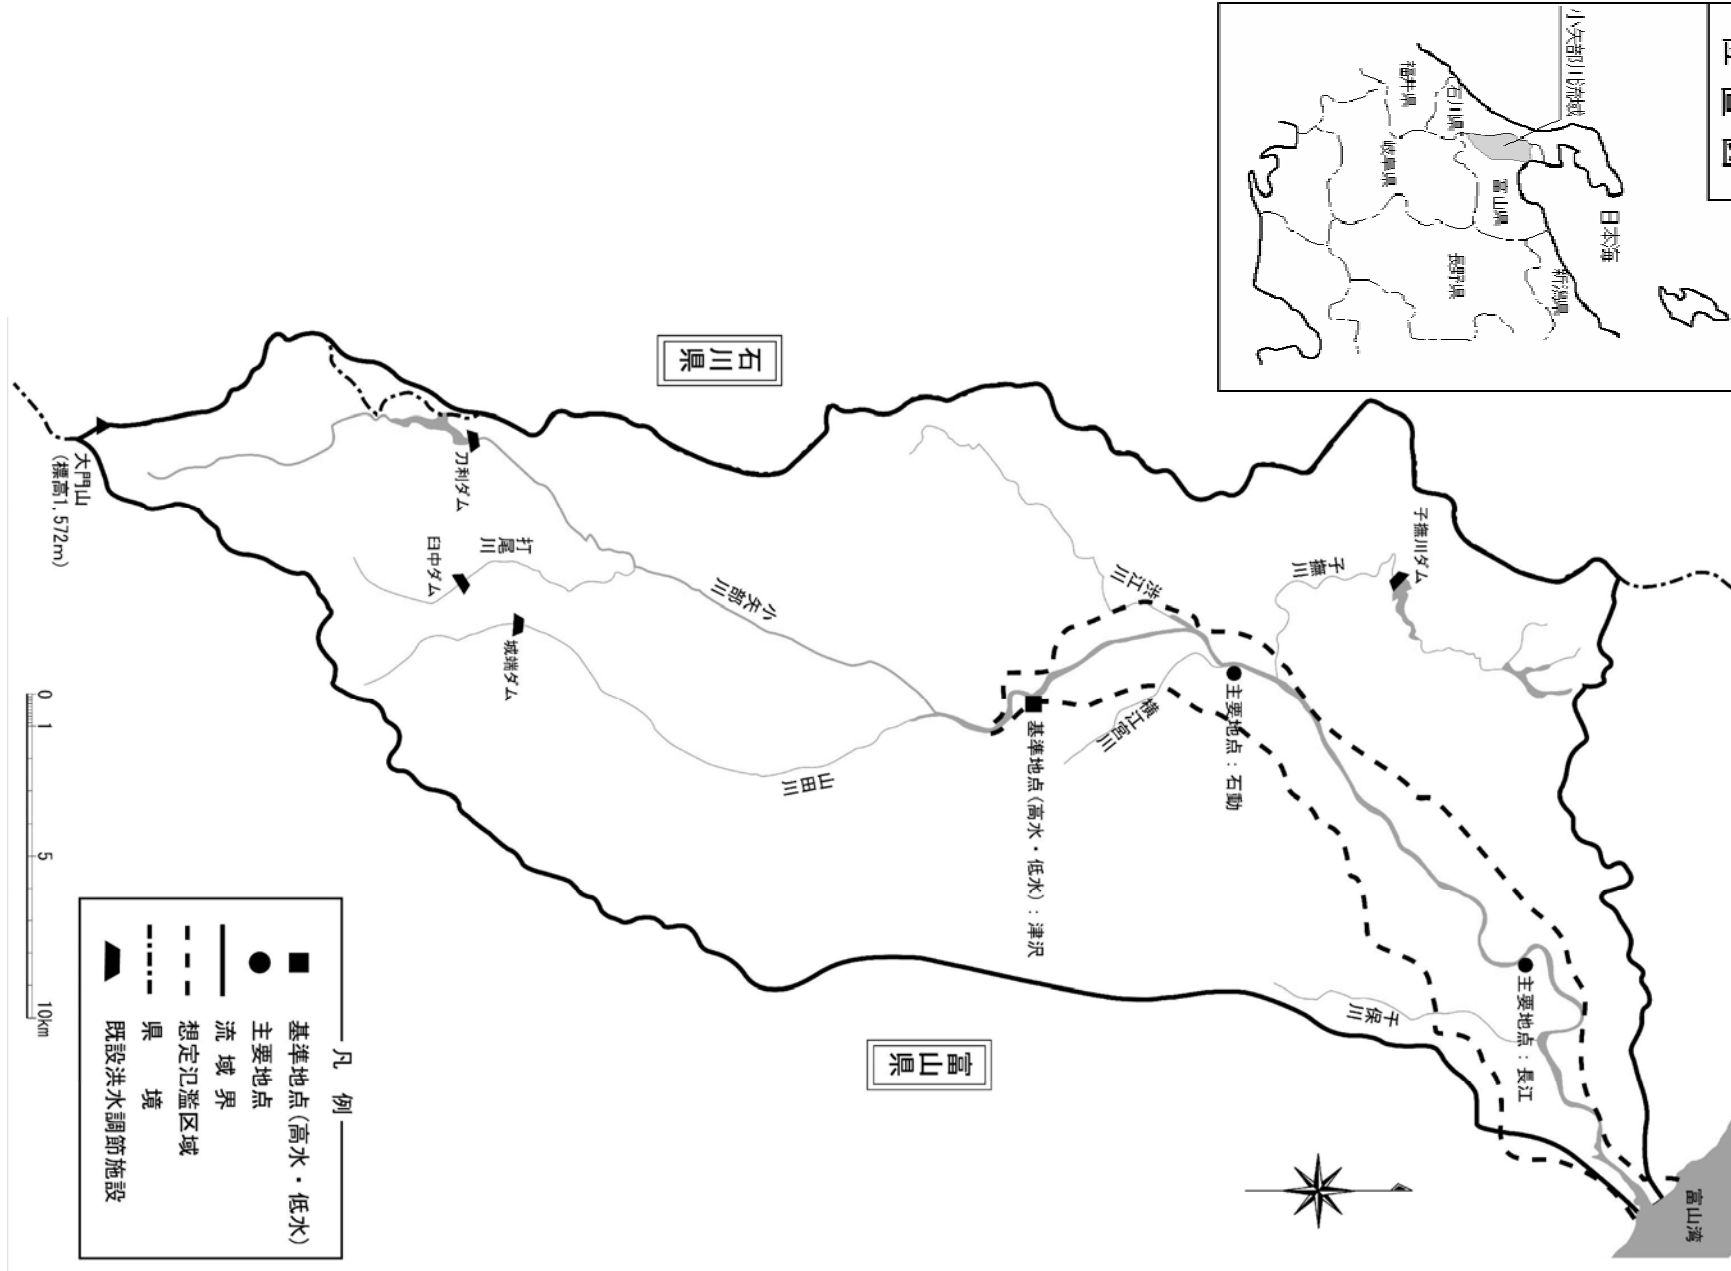 位置図
小矢部川流域
日本海
福井県
石川県
岐阜県
富山県
長野県
新潟県
石川県
大門山
(標高1,572m)
刀利ダム
打尾川
臼中ダム
城端ダム
小矢部川
山田川
渋江川
子撫川
子撫川ダム
横江宮川
主要地点：石動
基準地点(高水・低水)：津沢
主要地点：長江
千保川
富山県
富山湾
0
1
5
10km
凡 例
基準地点(高水・低水)
主要地点
流 域 界
想定氾濫区域
県 境
既設洪水調節施設